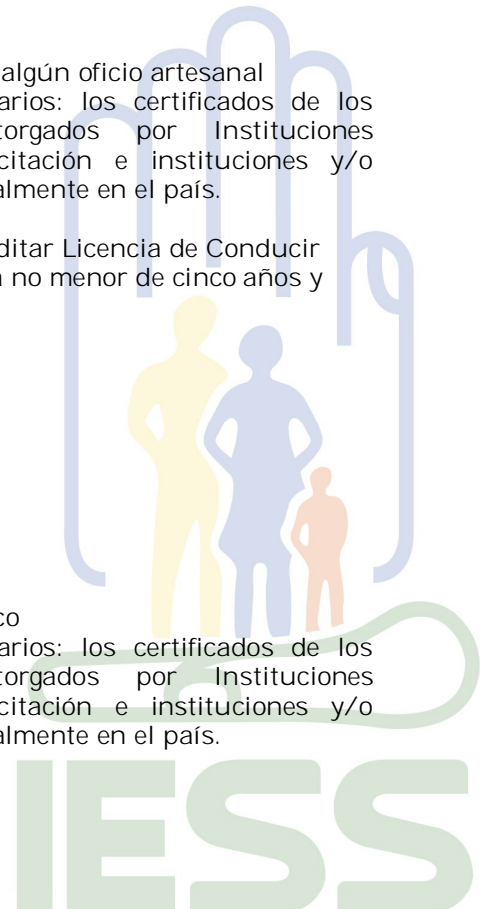 algún oficio artesanal
arios: los certificados de los
torgados por Instituciones
citación e instituciones y/o
almente en el país.
ditar Licencia de Conducir
a no menor de cinco años y
co
arios: los certificados de los
torgados por Instituciones
citación e instituciones y/o
almente en el país.
IESS